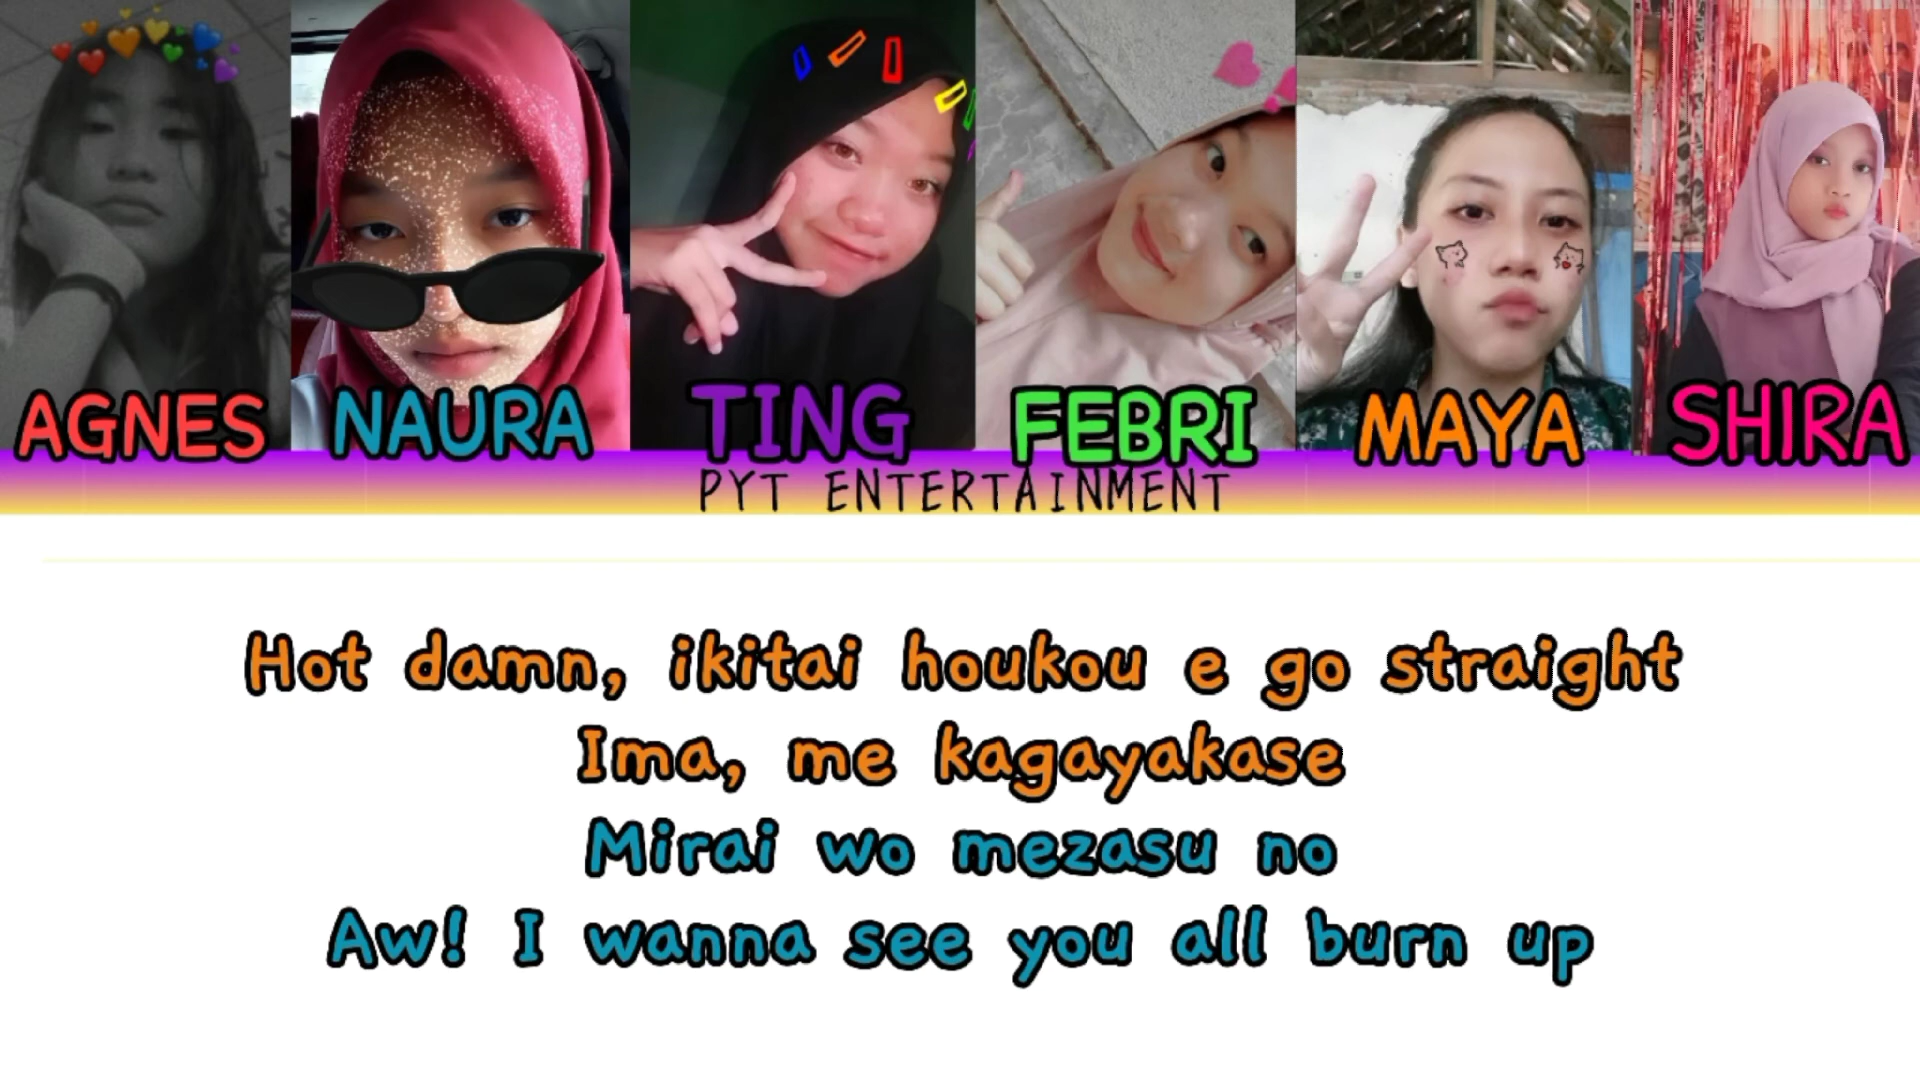 AGNES NAURA TING FEBRI MAYA SHIRA
PYT ENTERTAINMENT
Hot damn, ikitai houkou e go straight
Ima, me kagayakase
Mirai wo mezasu no
Aw! I wanna see you all burn up